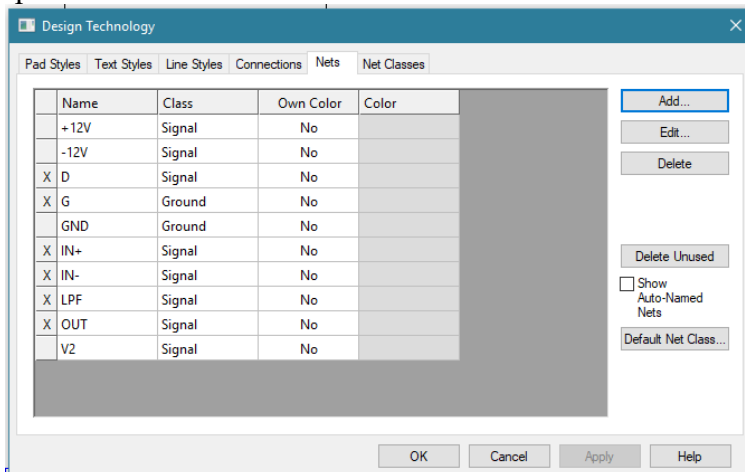 Design Technology
Pad Styles Text Styles Line Styles Connections Nets Net Classes
Name Class Own Color Color
+12V Signal No
-12V Signal No
X D Signal No
X G Ground No
GND Ground No
X IN+ Signal No
X IN- Signal No
X LPF Signal No
X OUT Signal No
V2 Signal No
Add...
Edit...
Delete
Delete Unused
Show
Auto-Named
Nets
Default Net Class...
OK Cancel Apply Help